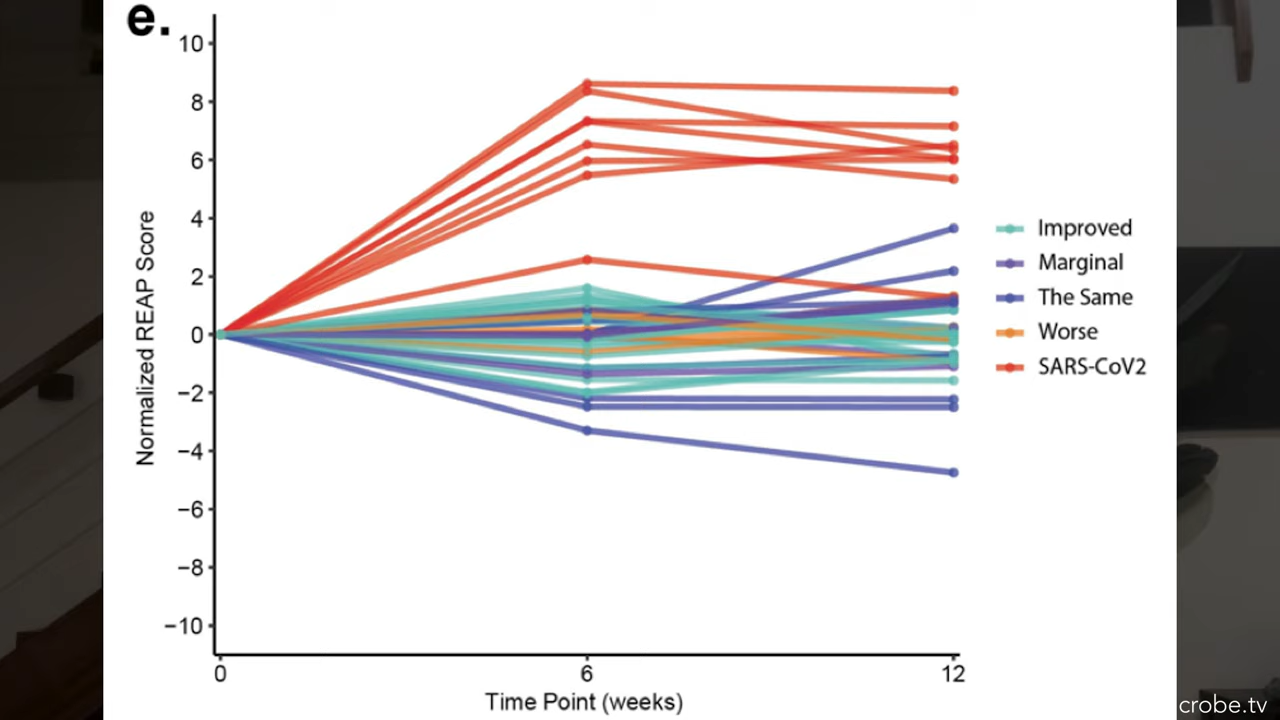 e.
10
8
6
4
2
0
−2
−4
−6
−8
−10
Normalized REAP Score
0
6
12
Time Point (weeks)
Improved
Marginal
The Same
Worse
SARS-CoV2
crobe.tv